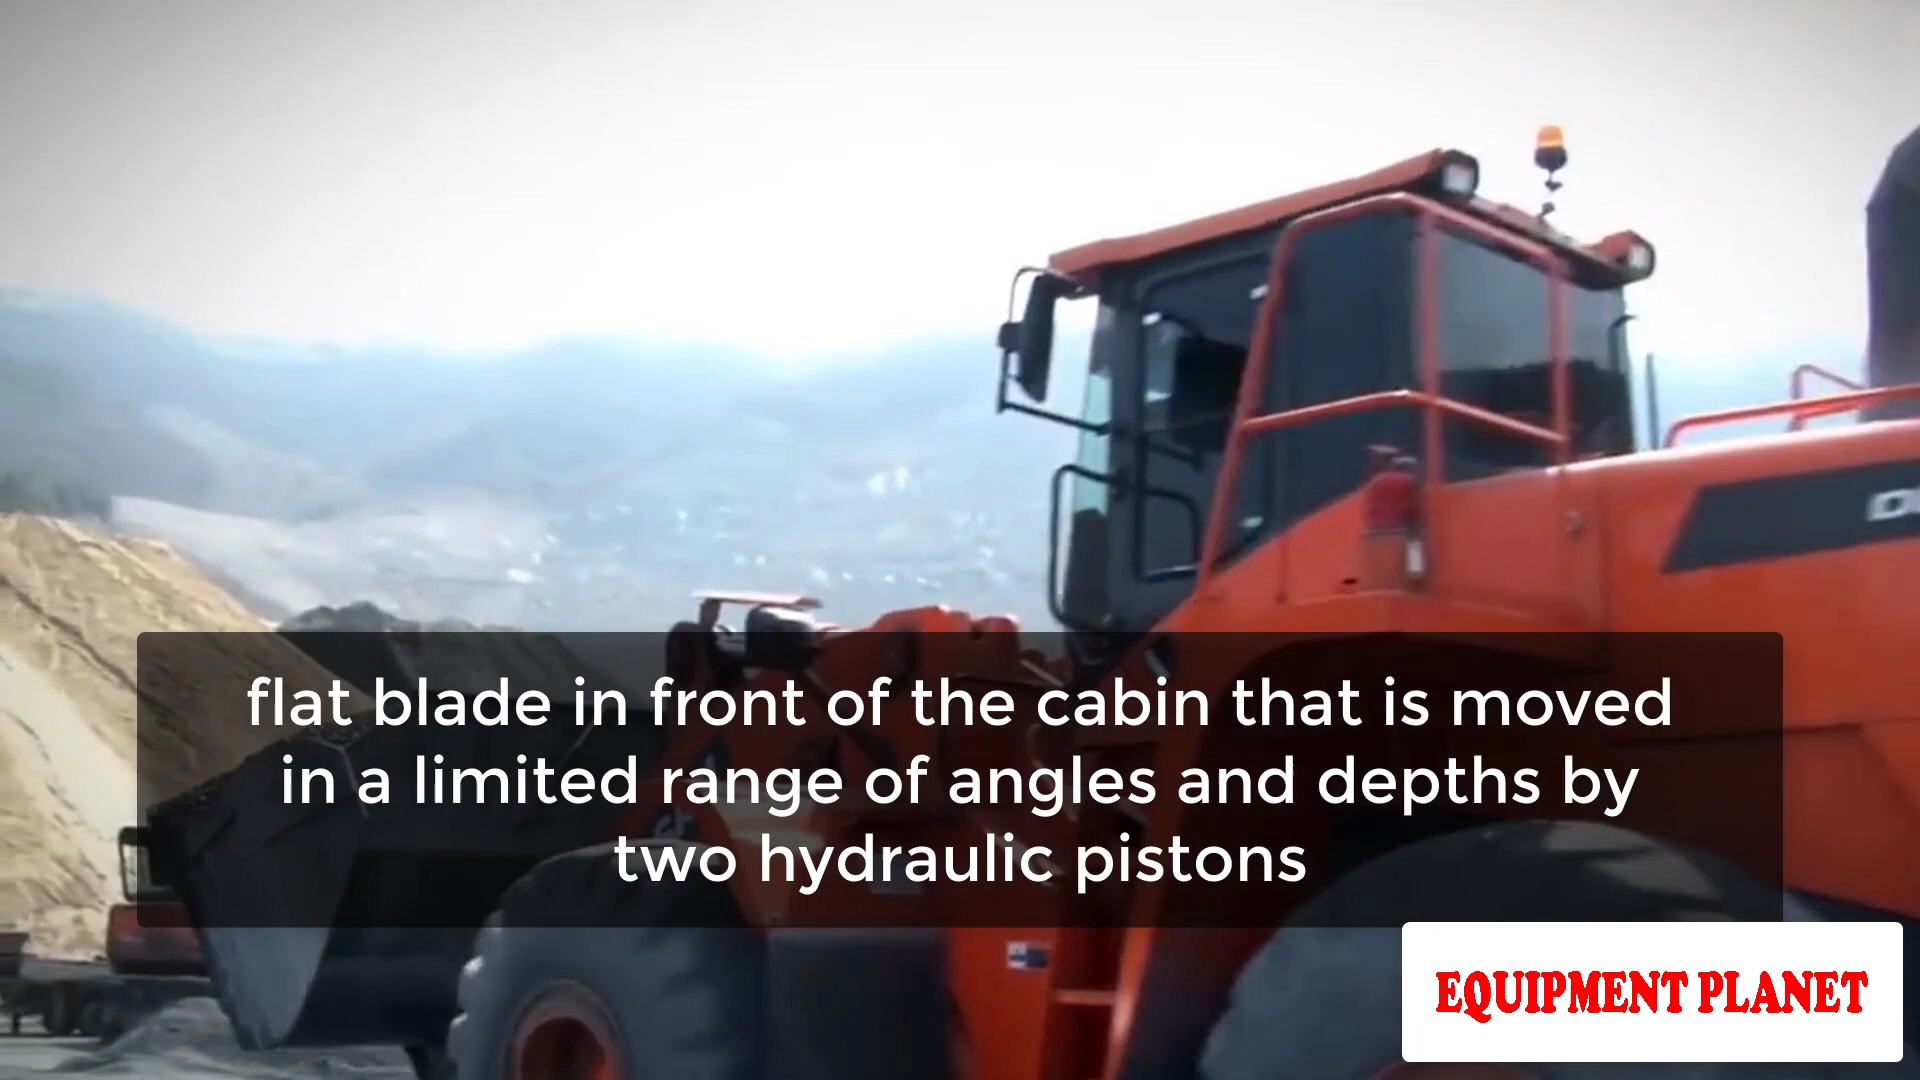 flat blade in front of the cabin that is moved
in a limited range of angles and depths by
two hydraulic pistons
EQUIPMENT PLANET